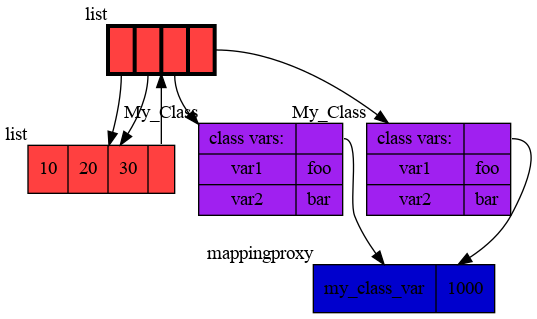 list
My_Class
My_Class
list
10 20 30
class vars:
var1 foo
var2 bar
class vars:
var1 foo
var2 bar
mappingproxy
my_class_var 1000